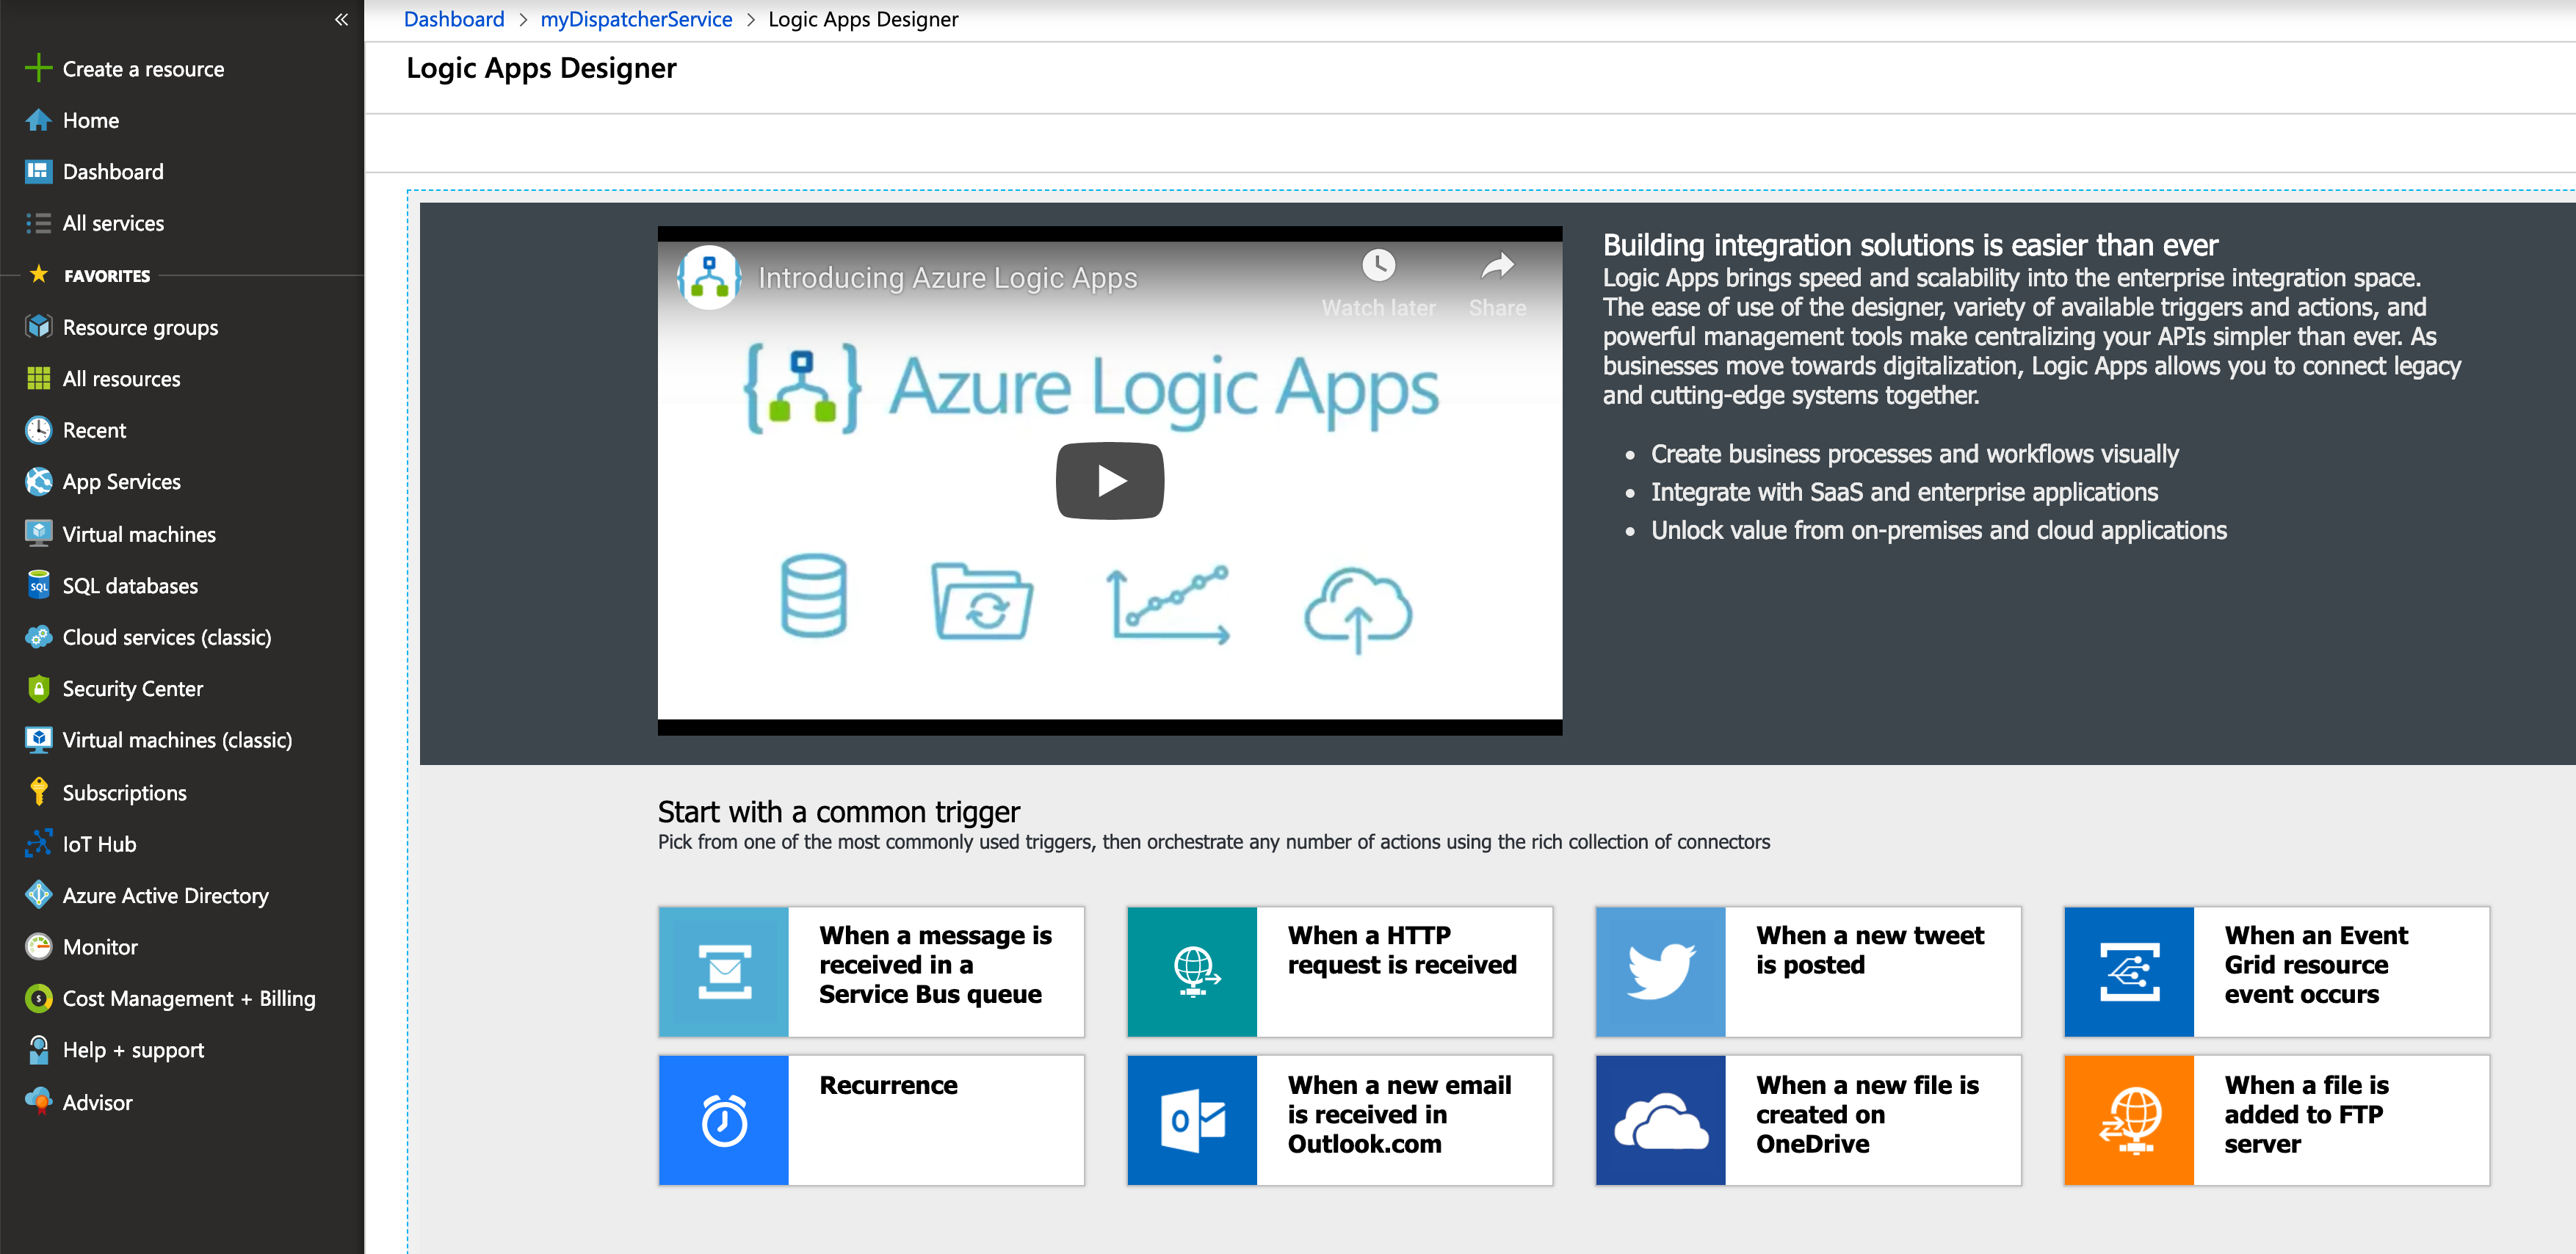 «
Dashboard > myDispatcherService > Logic Apps Designer
Logic Apps Designer
Create a resource
Home
Dashboard
All services
FAVORITES
Resource groups
All resources
Recent
App Services
Virtual machines
SQL
SQL databases
Cloud services (classic)
Security Center
Virtual machines (classic)
Subscriptions
IoT Hub
Azure Active Directory
Monitor
$
Cost Management + Billing
Help + support
Advisor
Introducing Azure Logic Apps
Watch later
Share
Azure Logic Apps
Building integration solutions is easier than ever
Logic Apps brings speed and scalability into the enterprise integration space.
The ease of use of the designer, variety of available triggers and actions, and
powerful management tools make centralizing your APIs simpler than ever. As
businesses move towards digitalization, Logic Apps allows you to connect legacy
and cutting-edge systems together.
• Create business processes and workflows visually
• Integrate with SaaS and enterprise applications
• Unlock value from on-premises and cloud applications
Start with a common trigger
Pick from one of the most commonly used triggers, then orchestrate any number of actions using the rich collection of connectors
When a message is
received in a
Service Bus queue
When a HTTP
request is received
When a new tweet
is posted
When an Event
Grid resource
event occurs
Recurrence
O
When a new email
is received in
Outlook.com
When a new file is
created on
OneDrive
When a file is
added to FTP
server